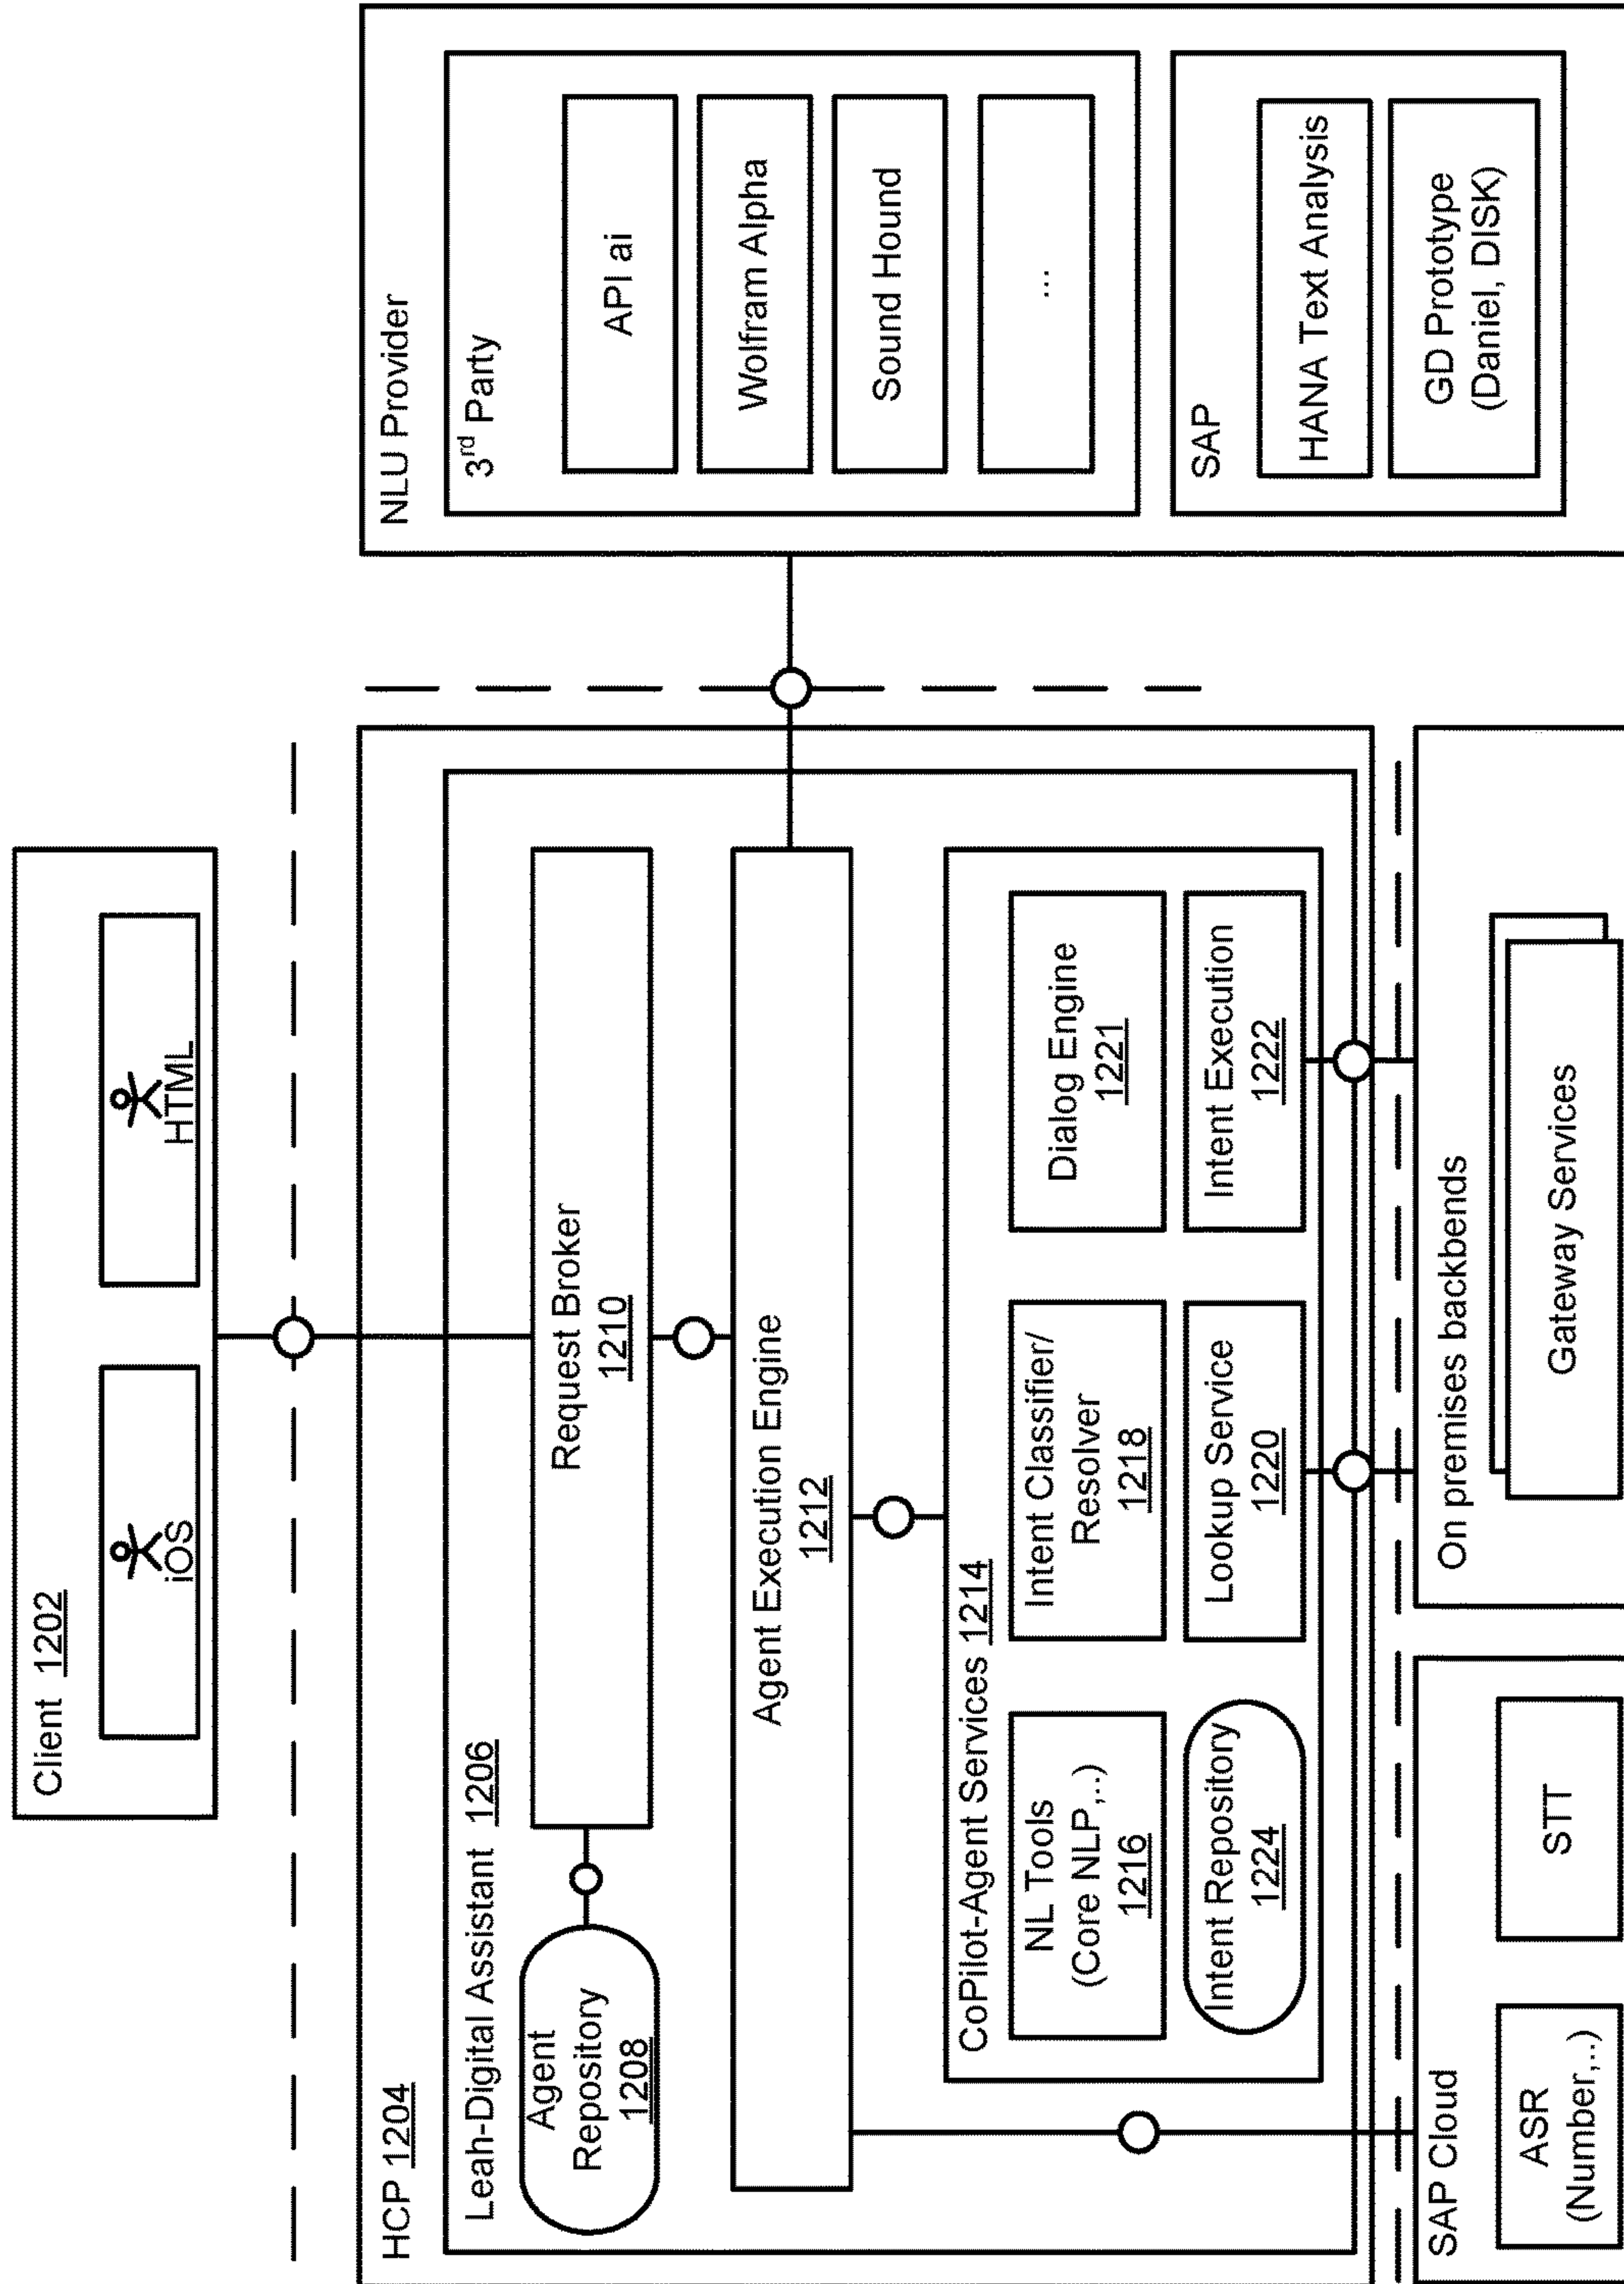 Client 1202
iOS
HTML
HCP 1204
Leah-Digital Assistant 1206
Agent
Repository
1208
Request Broker
1210
Agent Execution Engine
1212
CoPilot-Agent Services 1214
NL Tools
(Core NLP,..)
1216
Intent Classifier/
Resolver
1218
Dialog Engine
1221
Intent Repository
1224
Lookup Service
1220
Intent Execution
1222
SAP Cloud
ASR
(Number,..)
STT
On premises backbends
Gateway Services
NLU Provider
3rd Party
API ai
Wolfram Alpha
Sound Hound
...
SAP
HANA Text Analysis
GD Prototype
(Daniel, DISK)